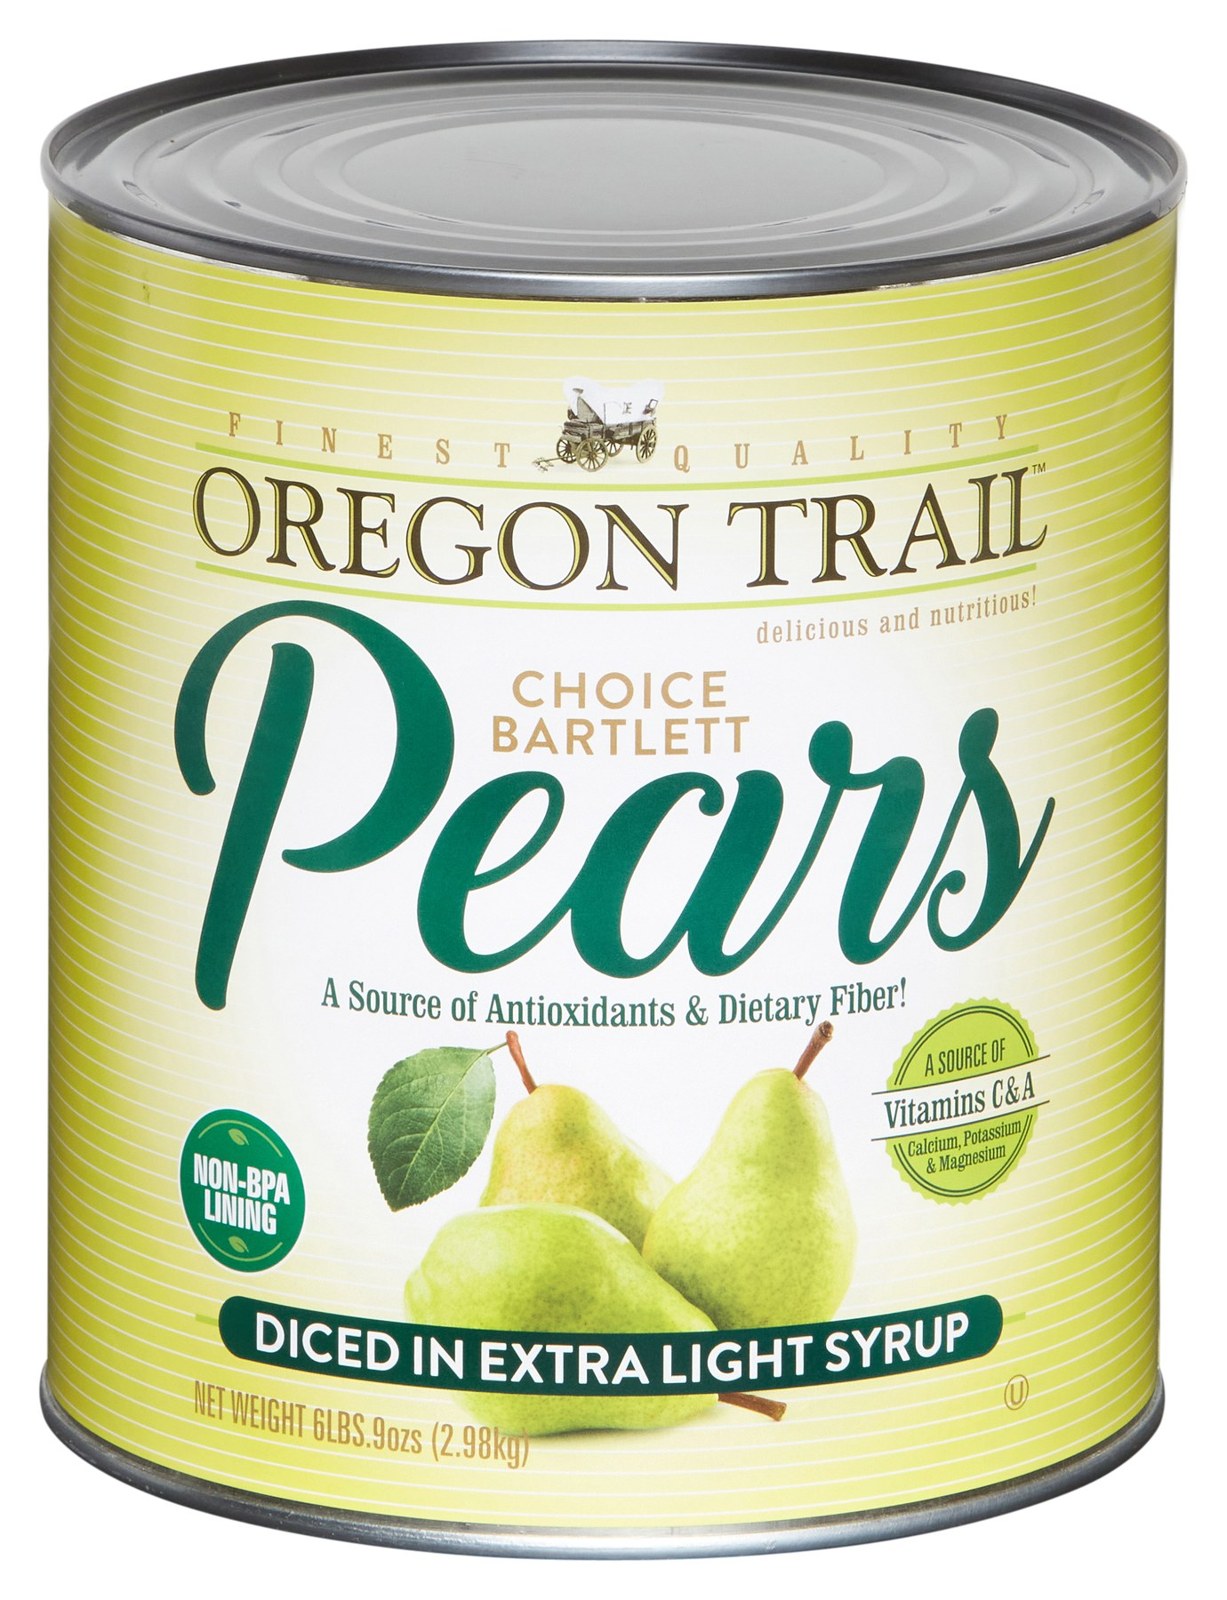 FINEST QUALITY
OREGON TRAIL™
delicious and nutritious!
CHOICE
BARTLETT
Pears
A Source of Antioxidants & Dietary Fiber!
A SOURCE OF
Vitamins C&A
Calcium, Potassium
& Magnesium
NON-BPA
LINING
DICED IN EXTRA LIGHT SYRUP
NET WEIGHT 6LBS.9ozs (2.98kg)
U